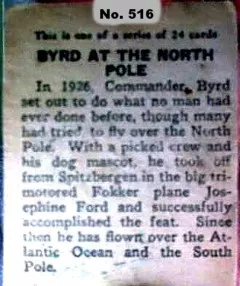 No. 516
This is one of a series of 24 cards
BYRD AT THE NORTH
POLE
In 1926, Commander Byrd
set out to do what no man had
ever done before, though many
had tried to fly over the North
Pole. With a picked crew and
his dog mascot, he took off
from Spitzbergen in the big tri-
motored Fokker plane Jos-
ephine Ford and successfully
accomplished the feat. Since
then he has flown over the At-
lantic Ocean and the South
Pole.